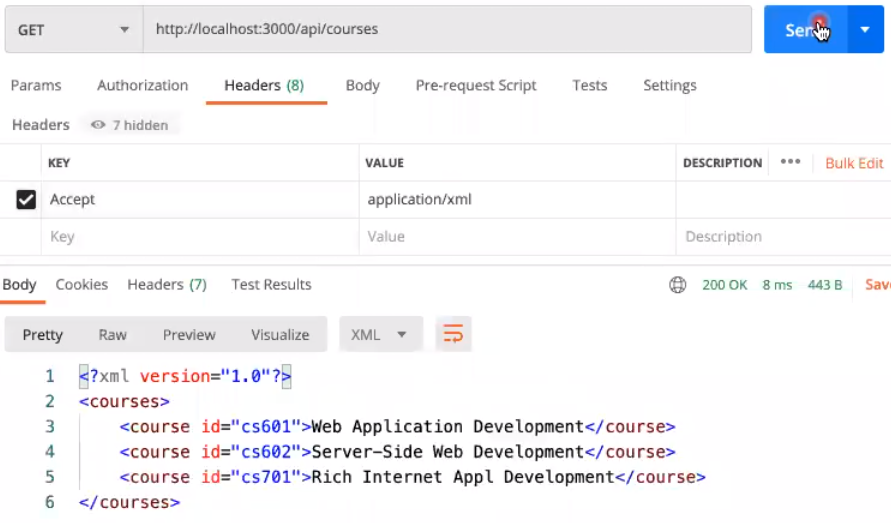 GET http://localhost:3000/api/courses
Params Authorization Headers (8) Body Pre-request Script Tests Settings
Headers 7 hidden
KEY VALUE DESCRIPTION ••• Bulk Edit
Accept application/xml
Key Value Description
Body Cookies Headers (7) Test Results 200 OK 8 ms 443 B
Pretty Raw Preview Visualize XML
1 <?xml version="1.0"?>
2 <courses>
3 <course id="cs601">Web Application Development</course>
4 <course id="cs602">Server-Side Web Development</course>
5 <course id="cs701">Rich Internet Appl Development</course>
6 </courses>